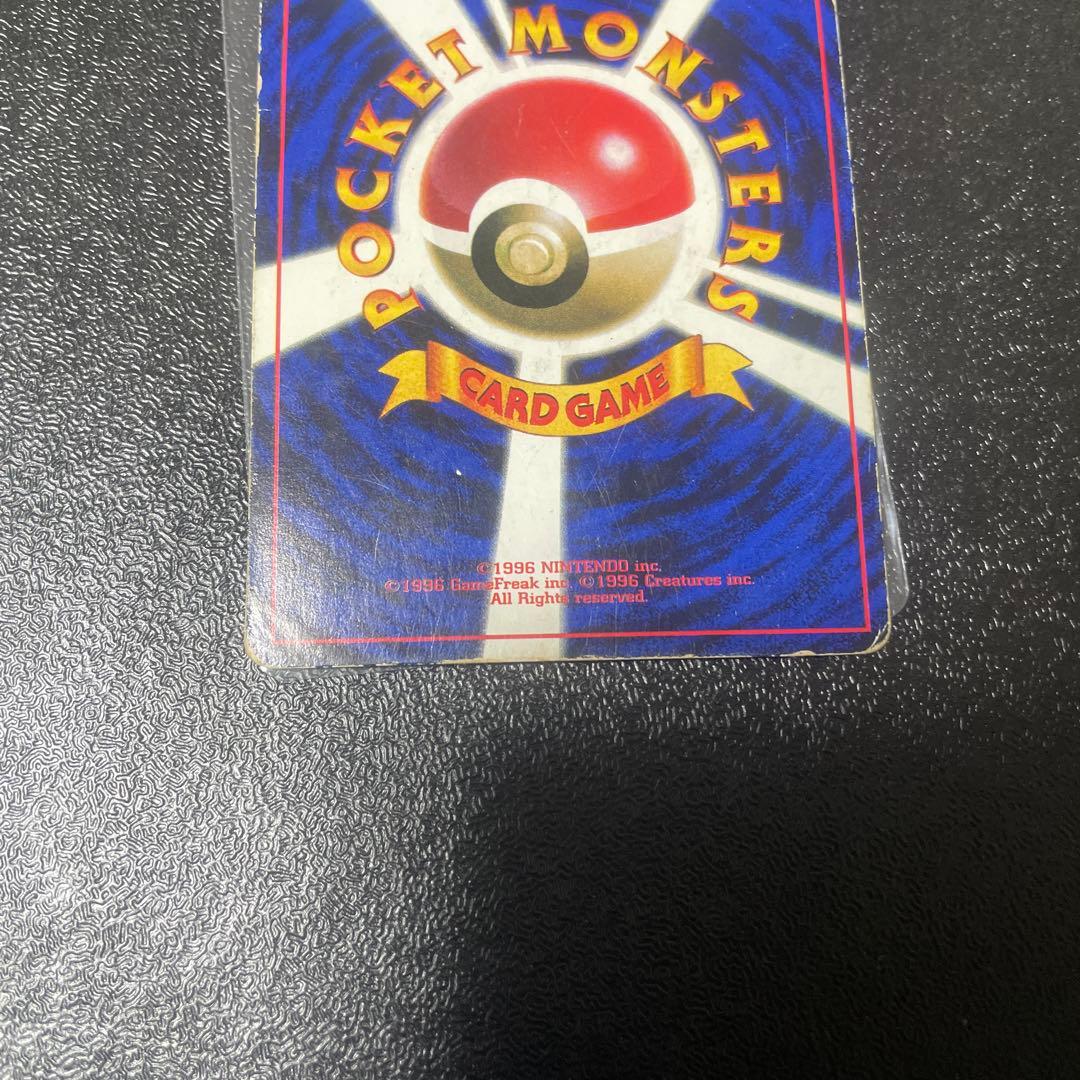 POCKET MONSTERS
CARD GAME
©1996 NINTENDO inc.
©1996 GameFreak inc. ©1996 Creatures inc.
All Rights reserved.